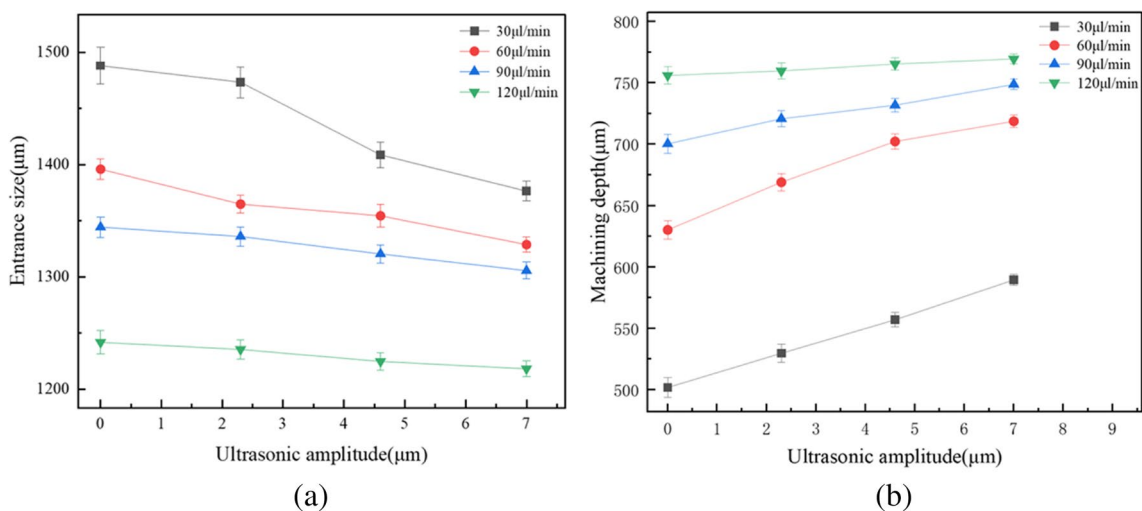 30μl/min
60μl/min
90μl/min
120μl/min
1500
1400
1300
1200
Entrance size(μm)
0 1 2 3 4 5 6 7
Ultrasonic amplitude(μm)
(a)
30μl/min
60μl/min
90μl/min
120μl/min
800
750
700
650
600
550
500
Machining depth(μm)
0 1 2 3 4 5 6 7 8 9
Ultrasonic amplitude(μm)
(b)